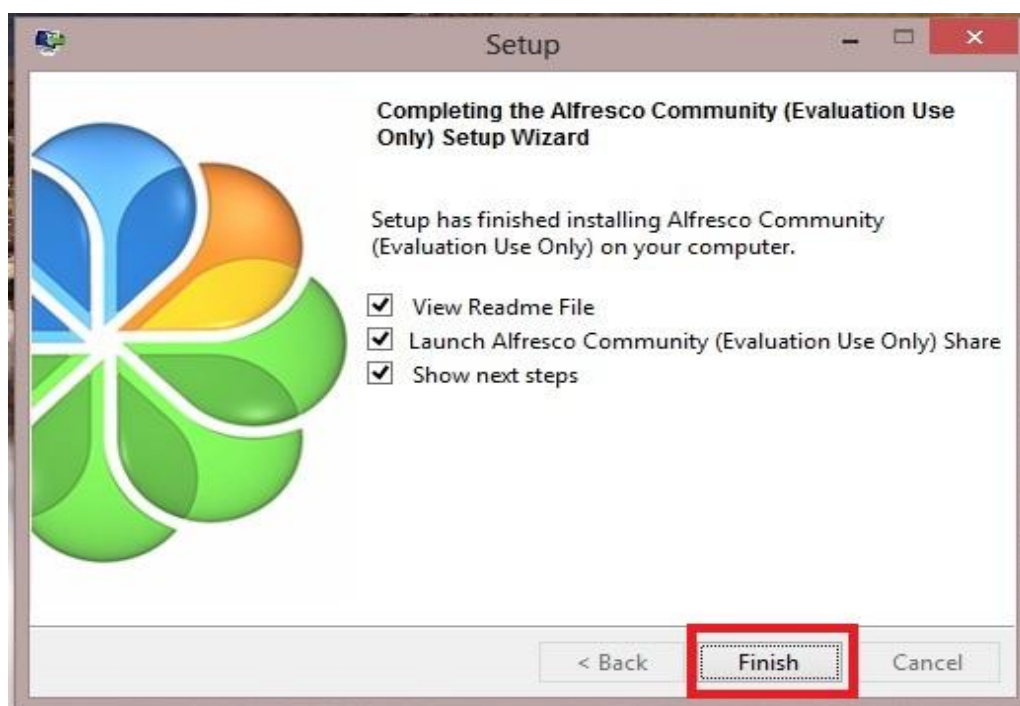 Setup
Completing the Alfresco Community (Evaluation Use
Only) Setup Wizard
Setup has finished installing Alfresco Community
(Evaluation Use Only) on your computer.
View Readme File
Launch Alfresco Community (Evaluation Use Only) Share
Show next steps
< Back Finish Cancel